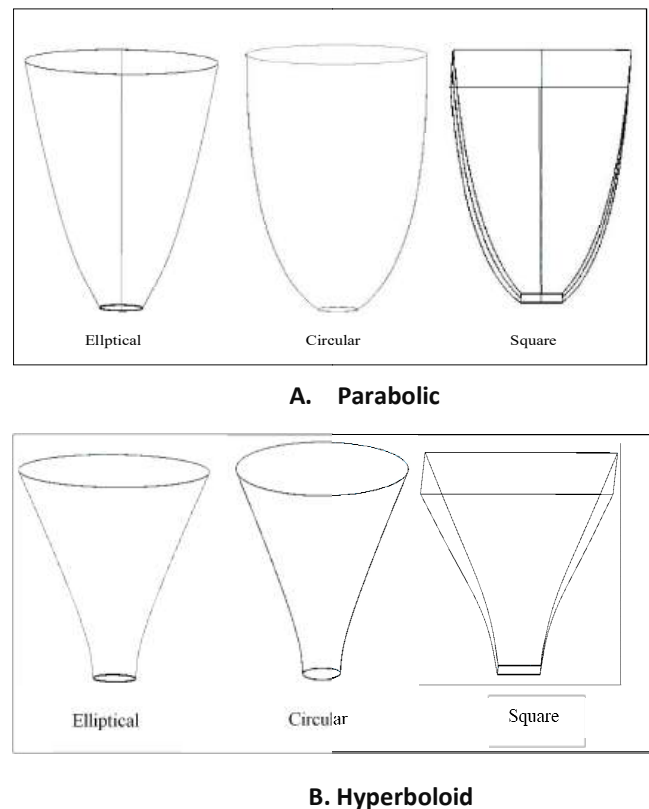 Ellptical Circular Square
A. Parabolic
Elliptical Circular Square
B. Hyperboloid